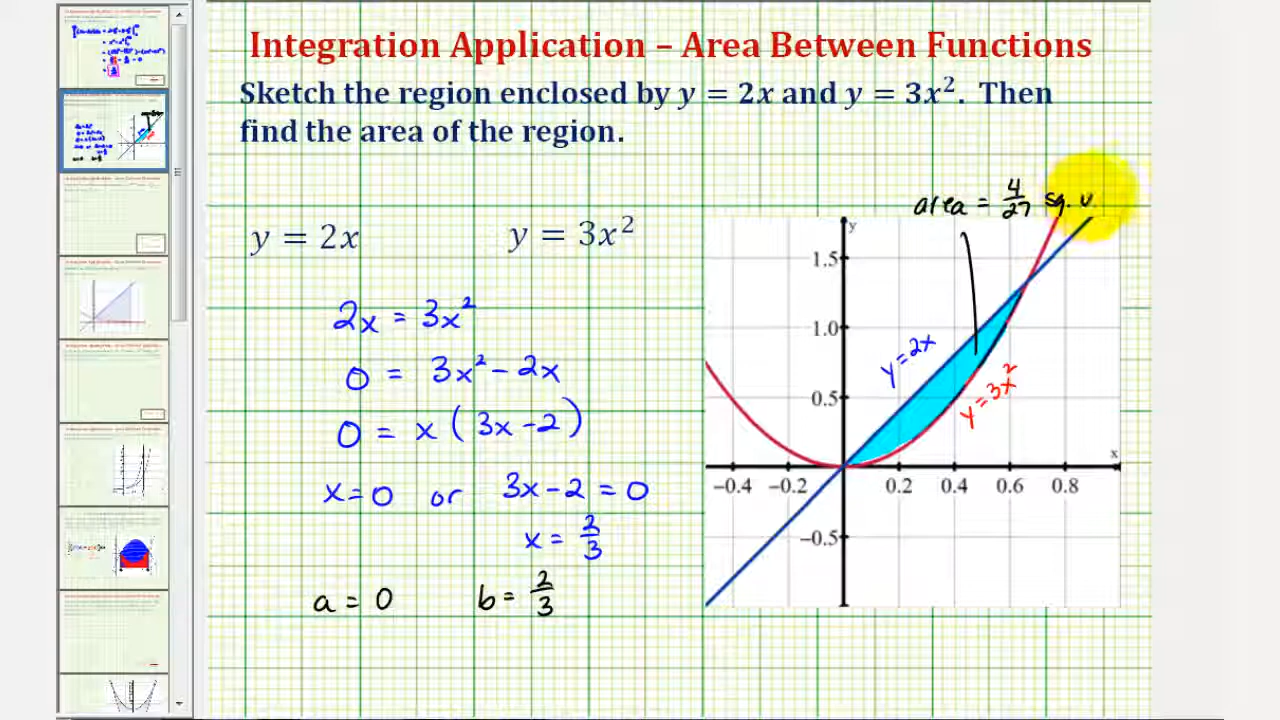 Integration Application – Area Between Functions
Sketch the region enclosed by y = 2x and y = 3x². Then
find the area of the region.
area = 4/27 sq. u.
y = 2x
y = 3x²
2x = 3x²
0 = 3x² - 2x
0 = x (3x - 2)
x = 0 or 3x - 2 = 0
x = 2/3
a = 0 b = 2/3
y
1.5
1.0
0.5
−0.5
x
−0.4 −0.2 0.2 0.4 0.6 0.8
y = 2x
y = 3x²